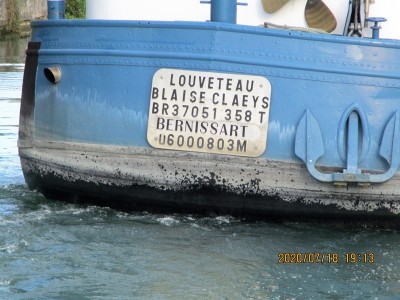 LOUVETEAU
BLAISE CLAEYS
BR37051 358 T
BERNISSART
U6000803M
2020/04/18 19:13